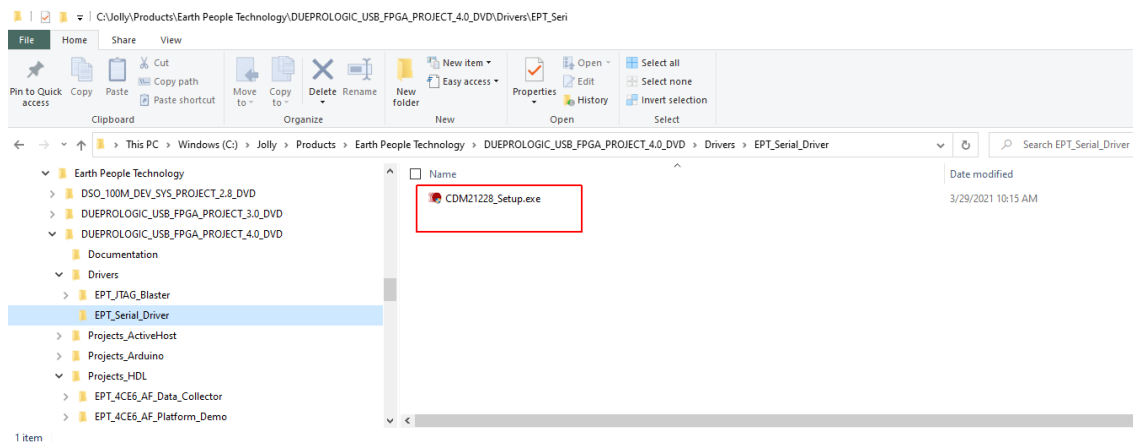 C:\Jolly\Products\Earth People Technology\DUEPROLOGIC_USB_FPGA_PROJECT_4.0_DVD\Drivers\EPT_Seri
File Home Share View
Pin to Quick access
Copy
Paste
Cut
Copy path
Paste shortcut
Clipboard
Move to
Copy to
Delete
Rename
Organize
New folder
New item
Easy access
New
Properties
Open
Edit
History
Open
Select all
Select none
Invert selection
Select
This PC > Windows (C:) > Jolly > Products > Earth People Technology > DUEPROLOGIC_USB_FPGA_PROJECT_4.0_DVD > Drivers > EPT_Serial_Driver
Search EPT_Serial_Driver
Earth People Technology
DSO_100M_DEV_SYS_PROJECT_2.8_DVD
DUEPROLOGIC_USB_FPGA_PROJECT_3.0_DVD
DUEPROLOGIC_USB_FPGA_PROJECT_4.0_DVD
Documentation
Drivers
EPT_JTAG_Blaster
EPT_Serial_Driver
Projects_ActiveHost
Projects_Arduino
Projects_HDL
EPT_4CE6_AF_Data_Collector
EPT_4CE6_AF_Platform_Demo
Name Date modified
CDM21228_Setup.exe 3/29/2021 10:15 AM
1 item